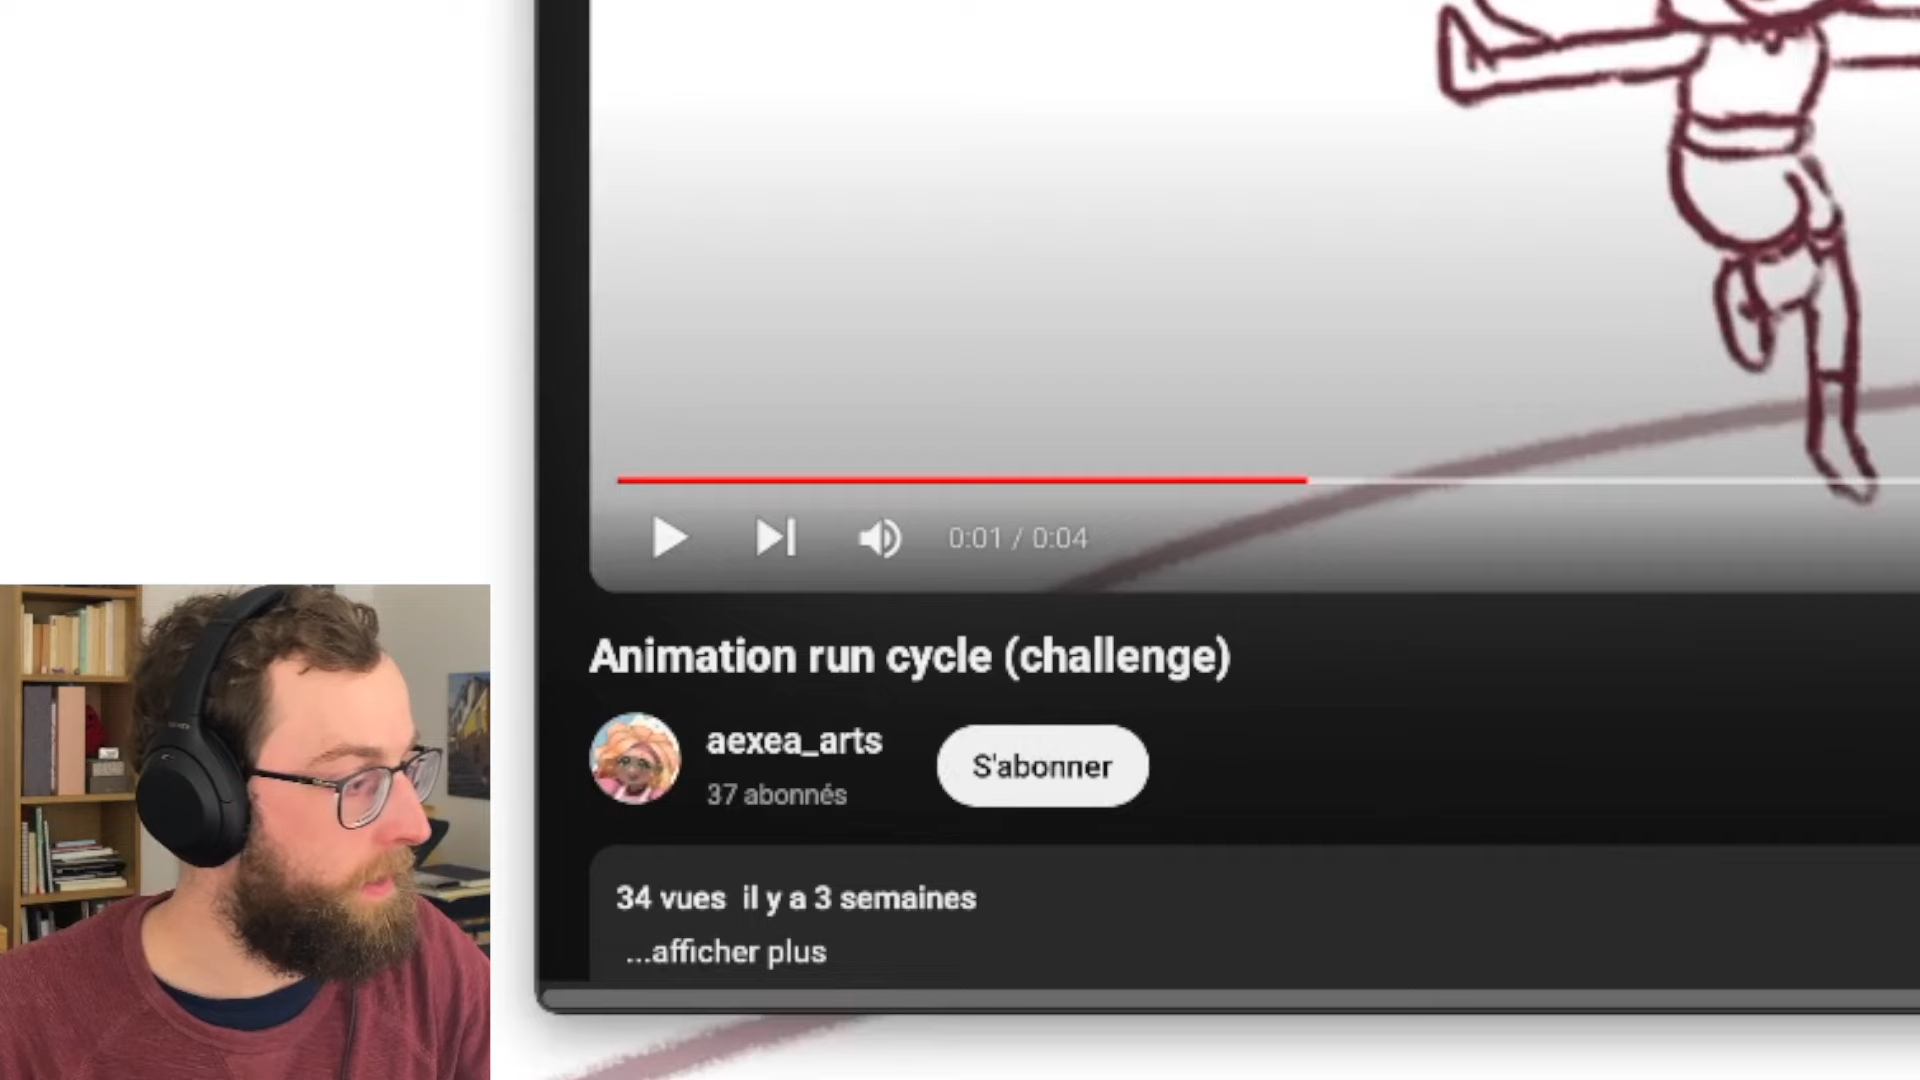 0:01 / 0:04
Animation run cycle (challenge)
aexea_arts
37 abonnés
S'abonner
34 vues il y a 3 semaines
...afficher plus